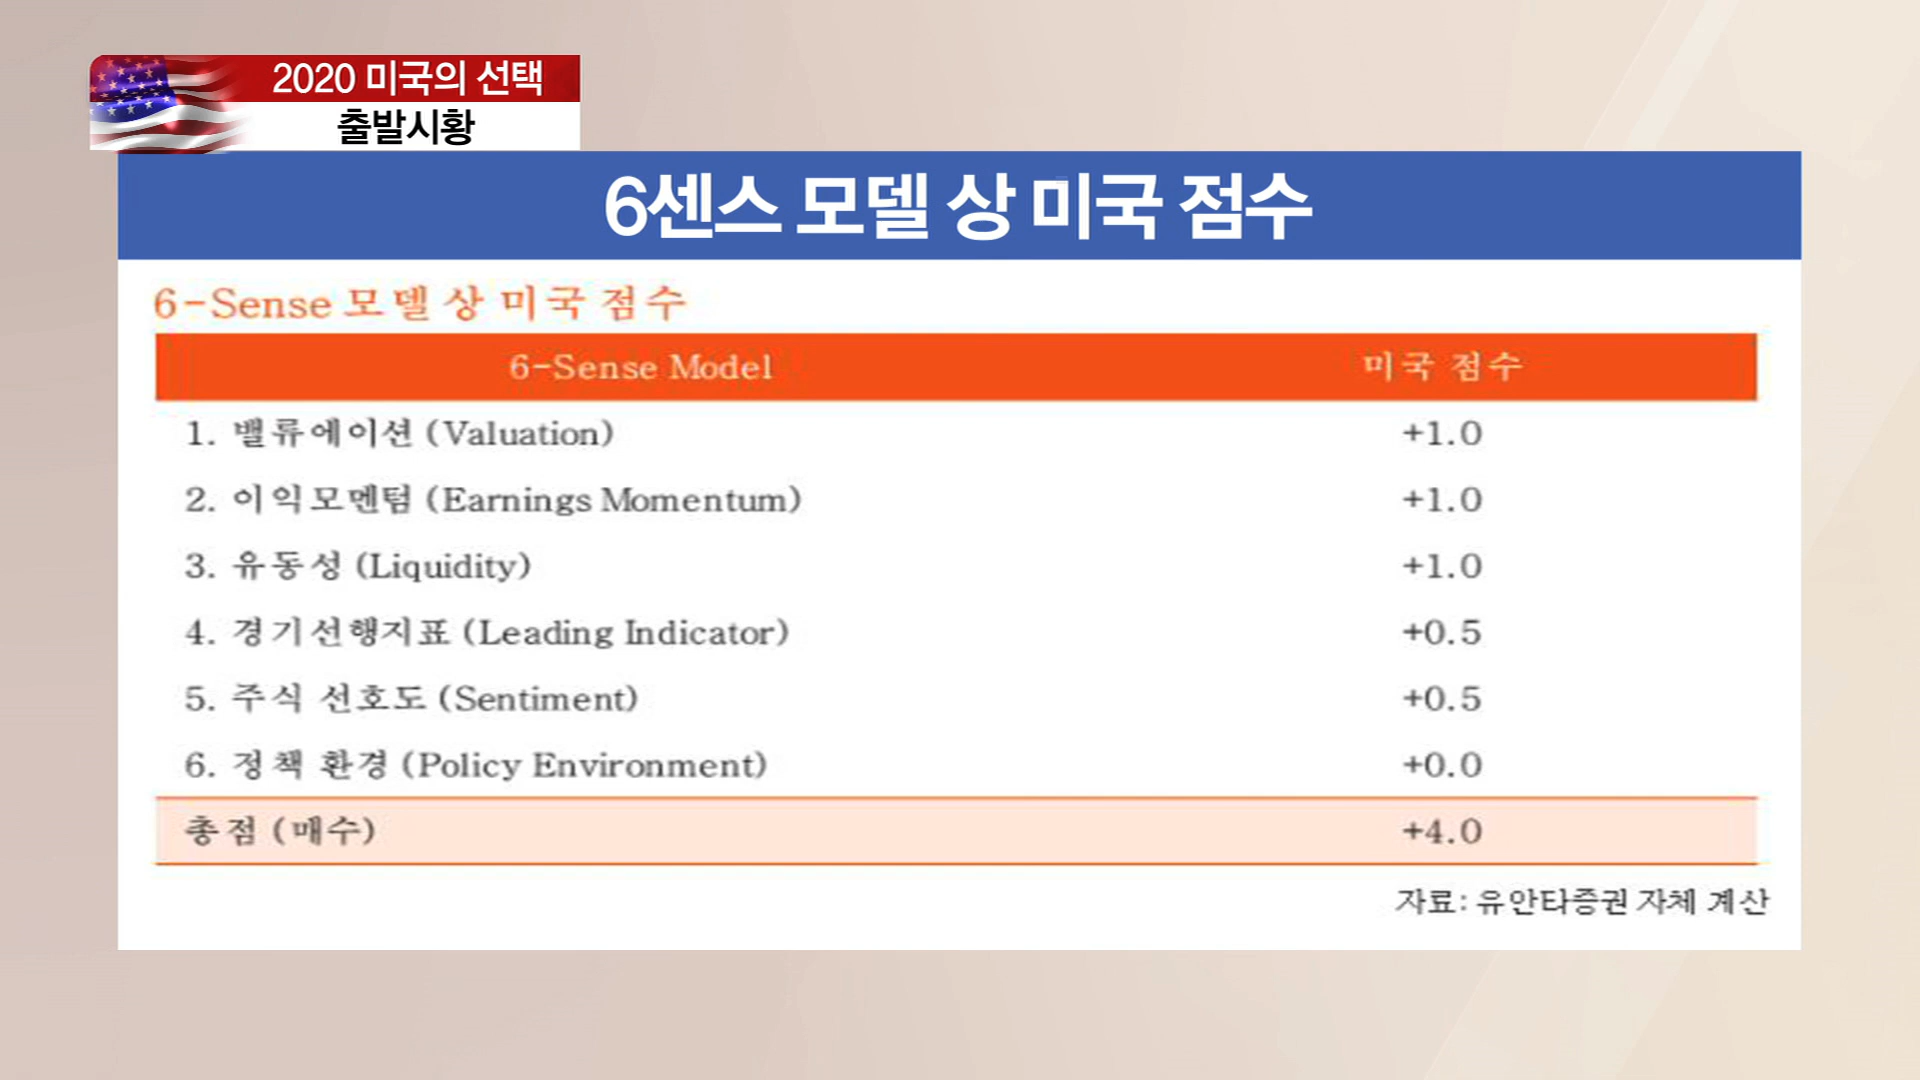 2020 미국의 선택
출발시황
6센스 모델 상 미국 점수
6-Sense 모델 상 미국 점수
6-Sense Model 미국 점수
1. 밸류에이션 (Valuation) +1.0
2. 이익모멘텀 (Earnings Momentum) +1.0
3. 유동성 (Liquidity) +1.0
4. 경기선행지표 (Leading Indicator) +0.5
5. 주식 선호도 (Sentiment) +0.5
6. 정책 환경 (Policy Environment) +0.0
총점 (매수) +4.0
자료: 유안타증권 자체 계산